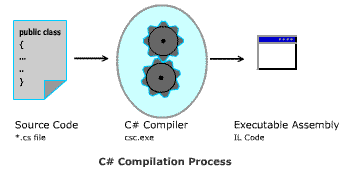 public class
{
...
..
}
Source Code
*.cs file
C# Compiler
csc.exe
Executable Assembly
IL Code
C# Compilation Process